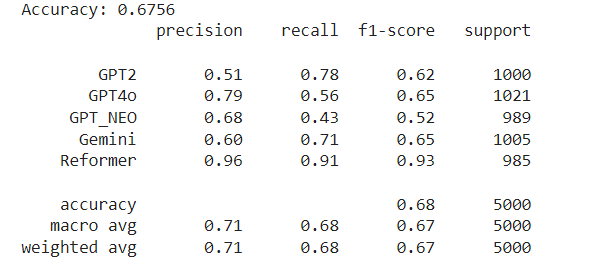 Accuracy: 0.6756
precision recall f1-score support
GPT2 0.51 0.78 0.62 1000
GPT4o 0.79 0.56 0.65 1021
GPT_NEO 0.68 0.43 0.52 989
Gemini 0.60 0.71 0.65 1005
Reformer 0.96 0.91 0.93 985
accuracy 0.68 5000
macro avg 0.71 0.68 0.67 5000
weighted avg 0.71 0.68 0.67 5000